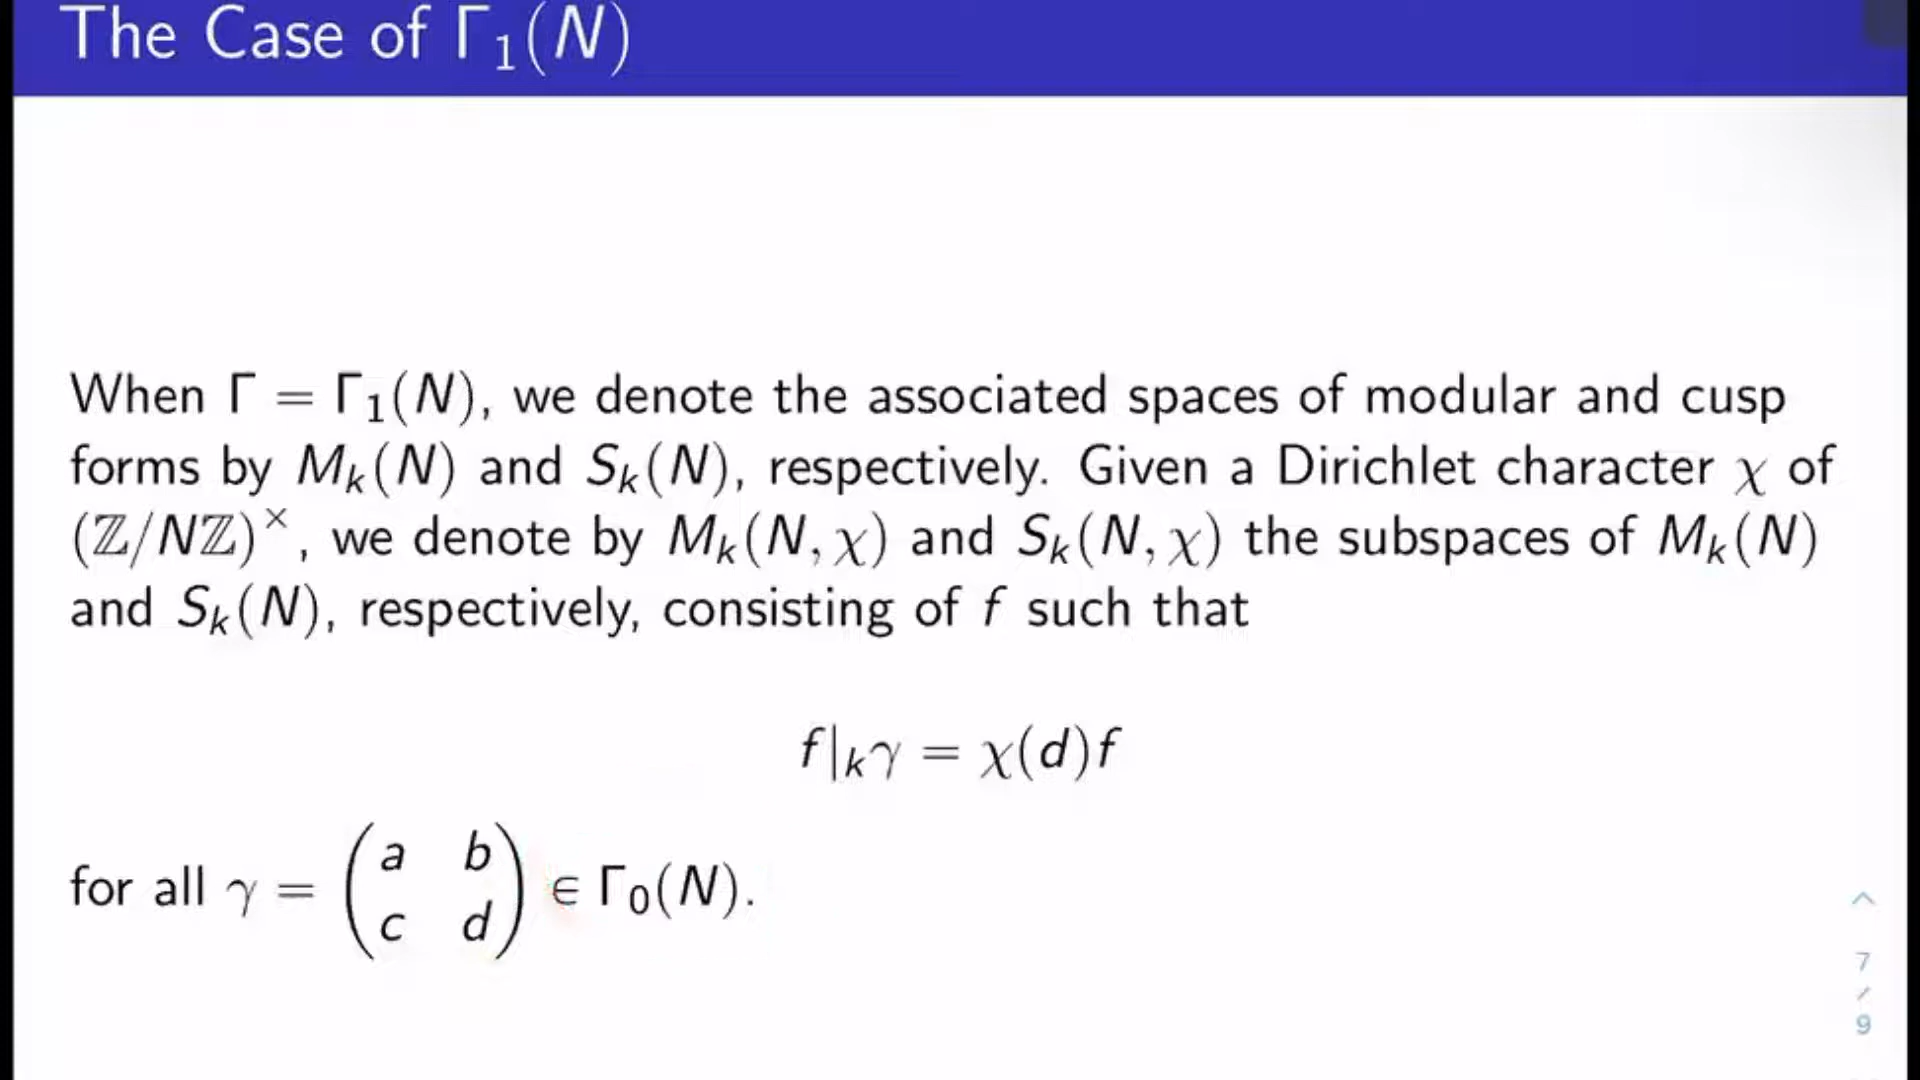 The Case of Γ₁(N)
When Γ = Γ₁(N), we denote the associated spaces of modular and cusp
forms by Mₖ(N) and Sₖ(N), respectively. Given a Dirichlet character χ of
(ℤ/Nℤ)^×, we denote by Mₖ(N, χ) and Sₖ(N, χ) the subspaces of Mₖ(N)
and Sₖ(N), respectively, consisting of f such that
f|ₖγ = χ(d)f
for all γ = (a b
c d) ∈ Γ₀(N).
7
/
9